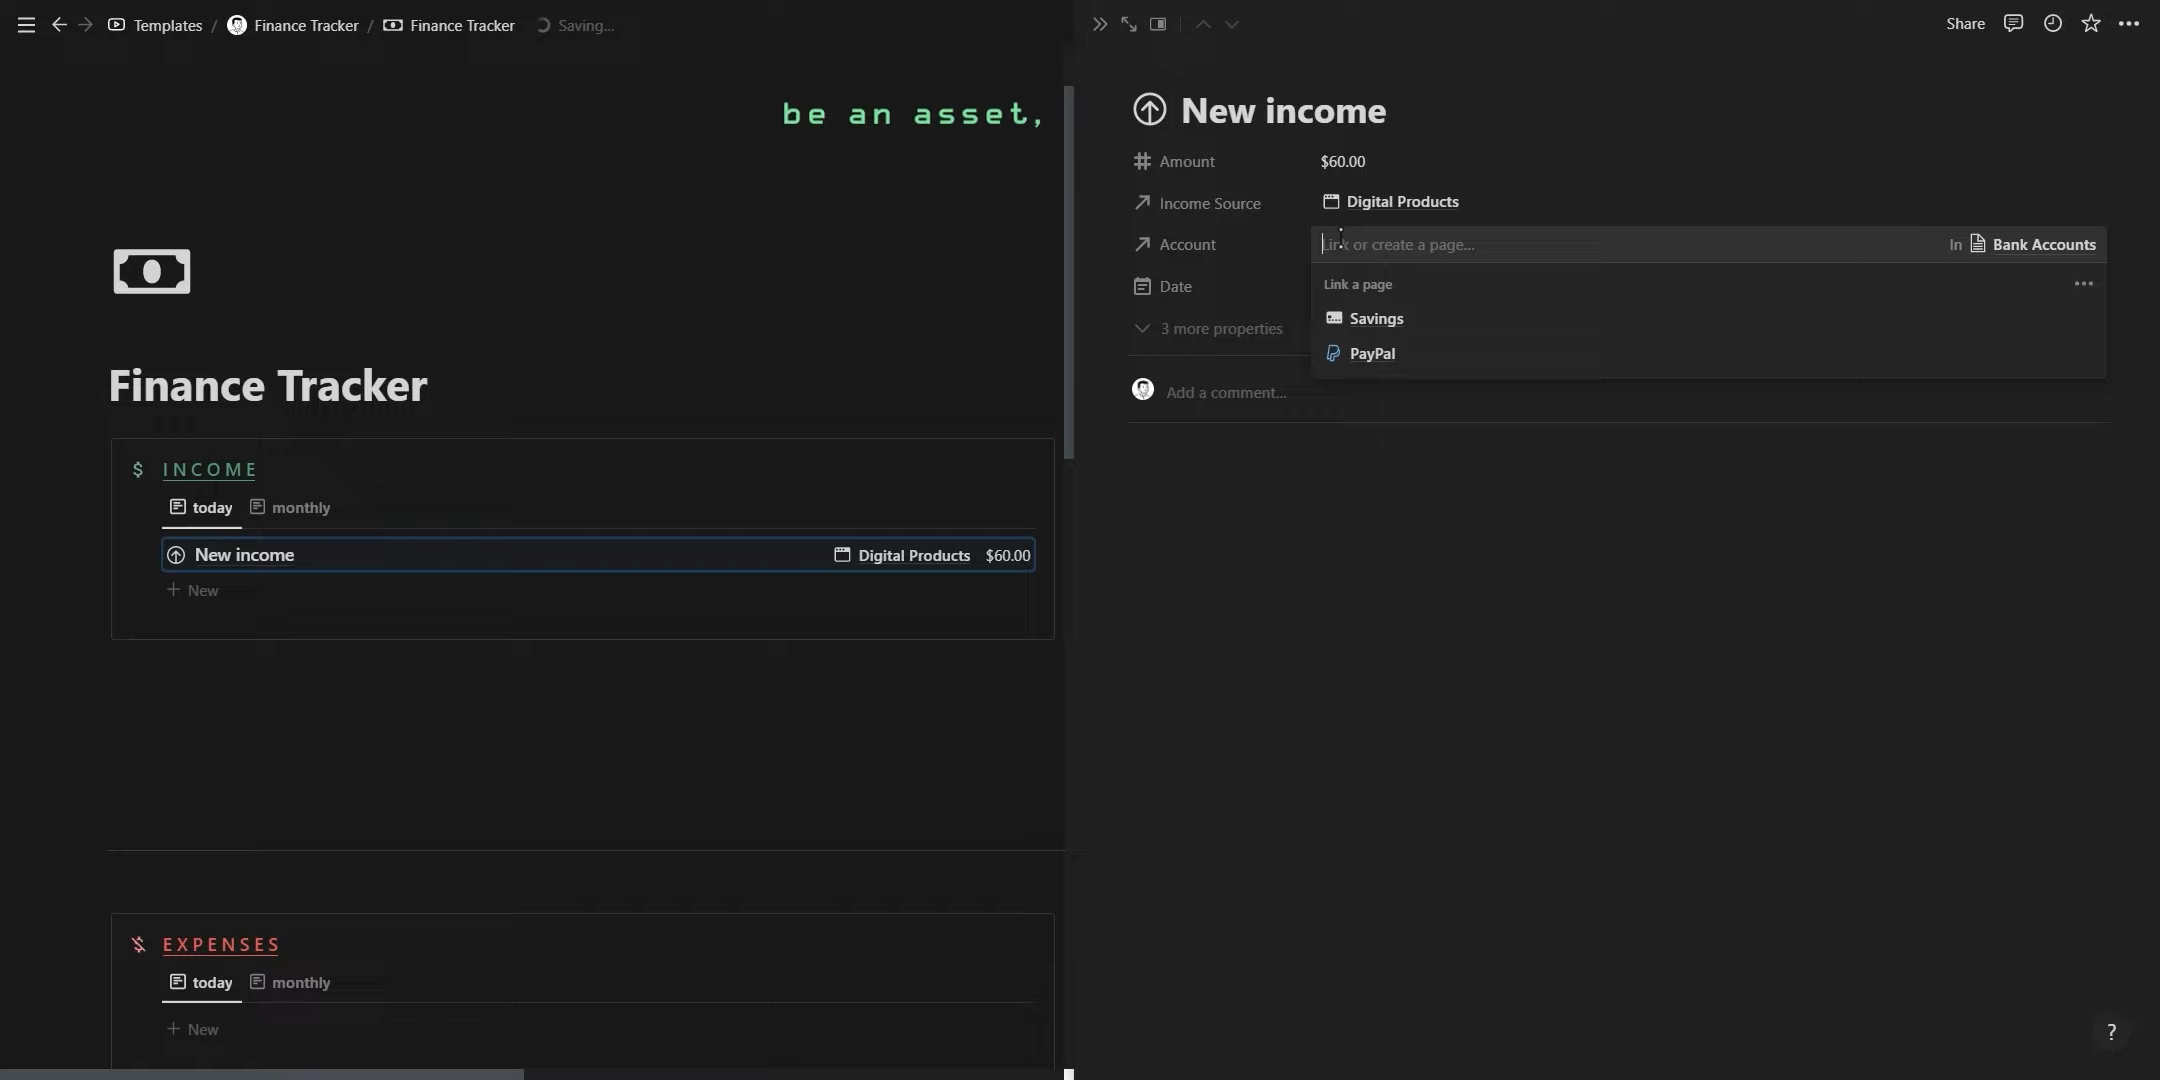 Templates / Finance Tracker / Finance Tracker Saving...
Share
be an asset,
New income
Amount $60.00
Income Source Digital Products
Account Link or create a page... In Bank Accounts
Date
Link a page
Savings
3 more properties
PayPal
Add a comment...
Finance Tracker
$ INCOME
today monthly
New income Digital Products $60.00
+ New
EXPENSES
today monthly
+ New
?